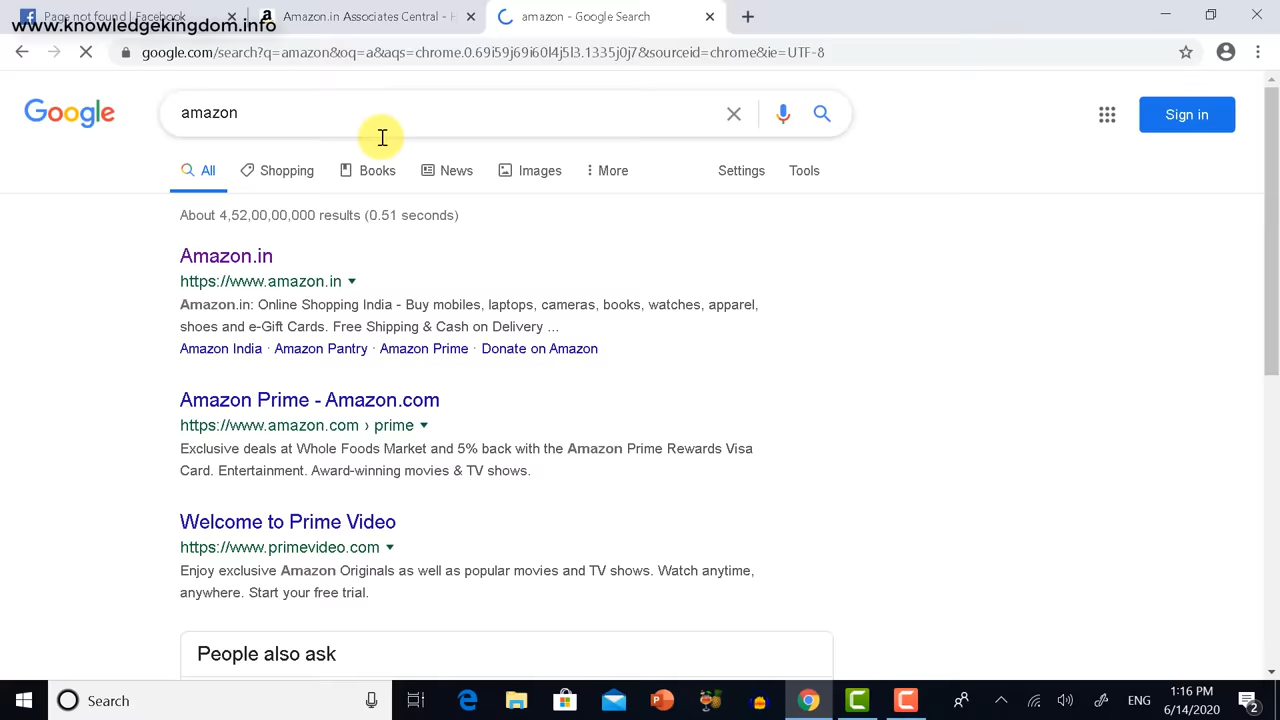 Page not found | Facebook
Amazon.in Associates Central - H
amazon - Google Search
www.knowledgekingdom.info
google.com/search?q=amazon&oq=a&aqs=chrome.0.69i59j69i60l4j5l3.1335j0j7&sourceid=chrome&ie=UTF-8
Google
amazon
Sign in
All
Shopping
Books
News
Images
More
Settings
Tools
About 4,52,00,00,000 results (0.51 seconds)
Amazon.in
https://www.amazon.in
Amazon.in: Online Shopping India - Buy mobiles, laptops, cameras, books, watches, apparel,
shoes and e-Gift Cards. Free Shipping & Cash on Delivery ...
Amazon India · Amazon Pantry · Amazon Prime · Donate on Amazon
Amazon Prime - Amazon.com
https://www.amazon.com › prime
Exclusive deals at Whole Foods Market and 5% back with the Amazon Prime Rewards Visa
Card. Entertainment. Award-winning movies & TV shows.
Welcome to Prime Video
https://www.primevideo.com
Enjoy exclusive Amazon Originals as well as popular movies and TV shows. Watch anytime,
anywhere. Start your free trial.
People also ask
Search
ENG
1:16 PM
6/14/2020
2